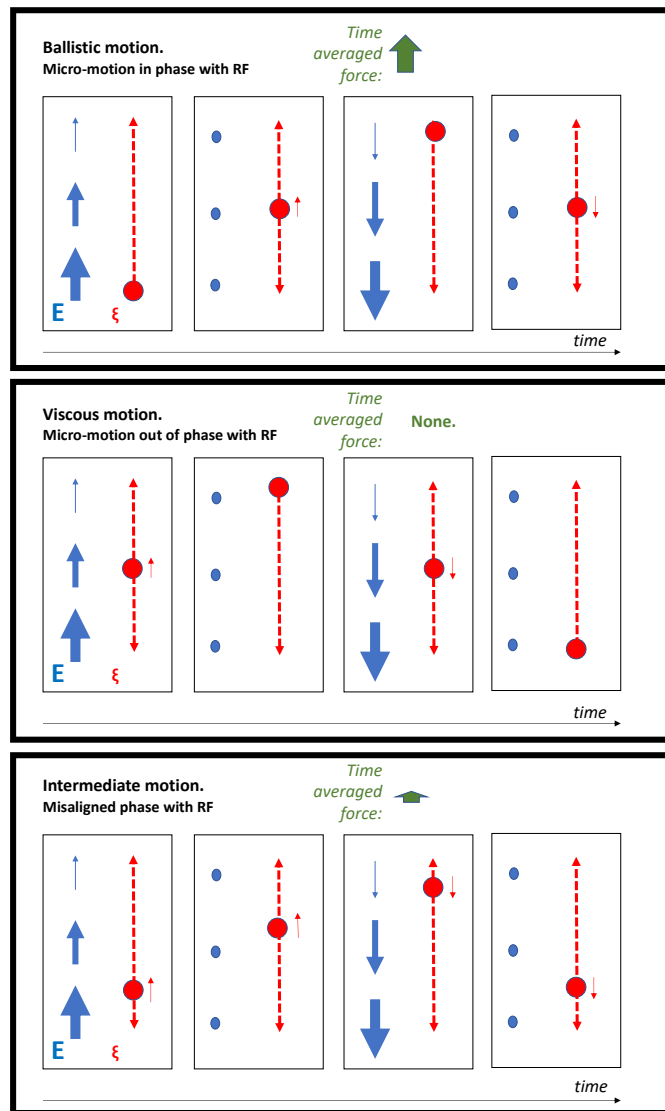 Ballistic motion.
Micro-motion in phase with RF
Time
averaged
force:
E
ξ
time
Viscous motion.
Micro-motion out of phase with RF
Time
averaged
force:
None.
E
ξ
time
Intermediate motion.
Misaligned phase with RF
Time
averaged
force:
E
ξ
time